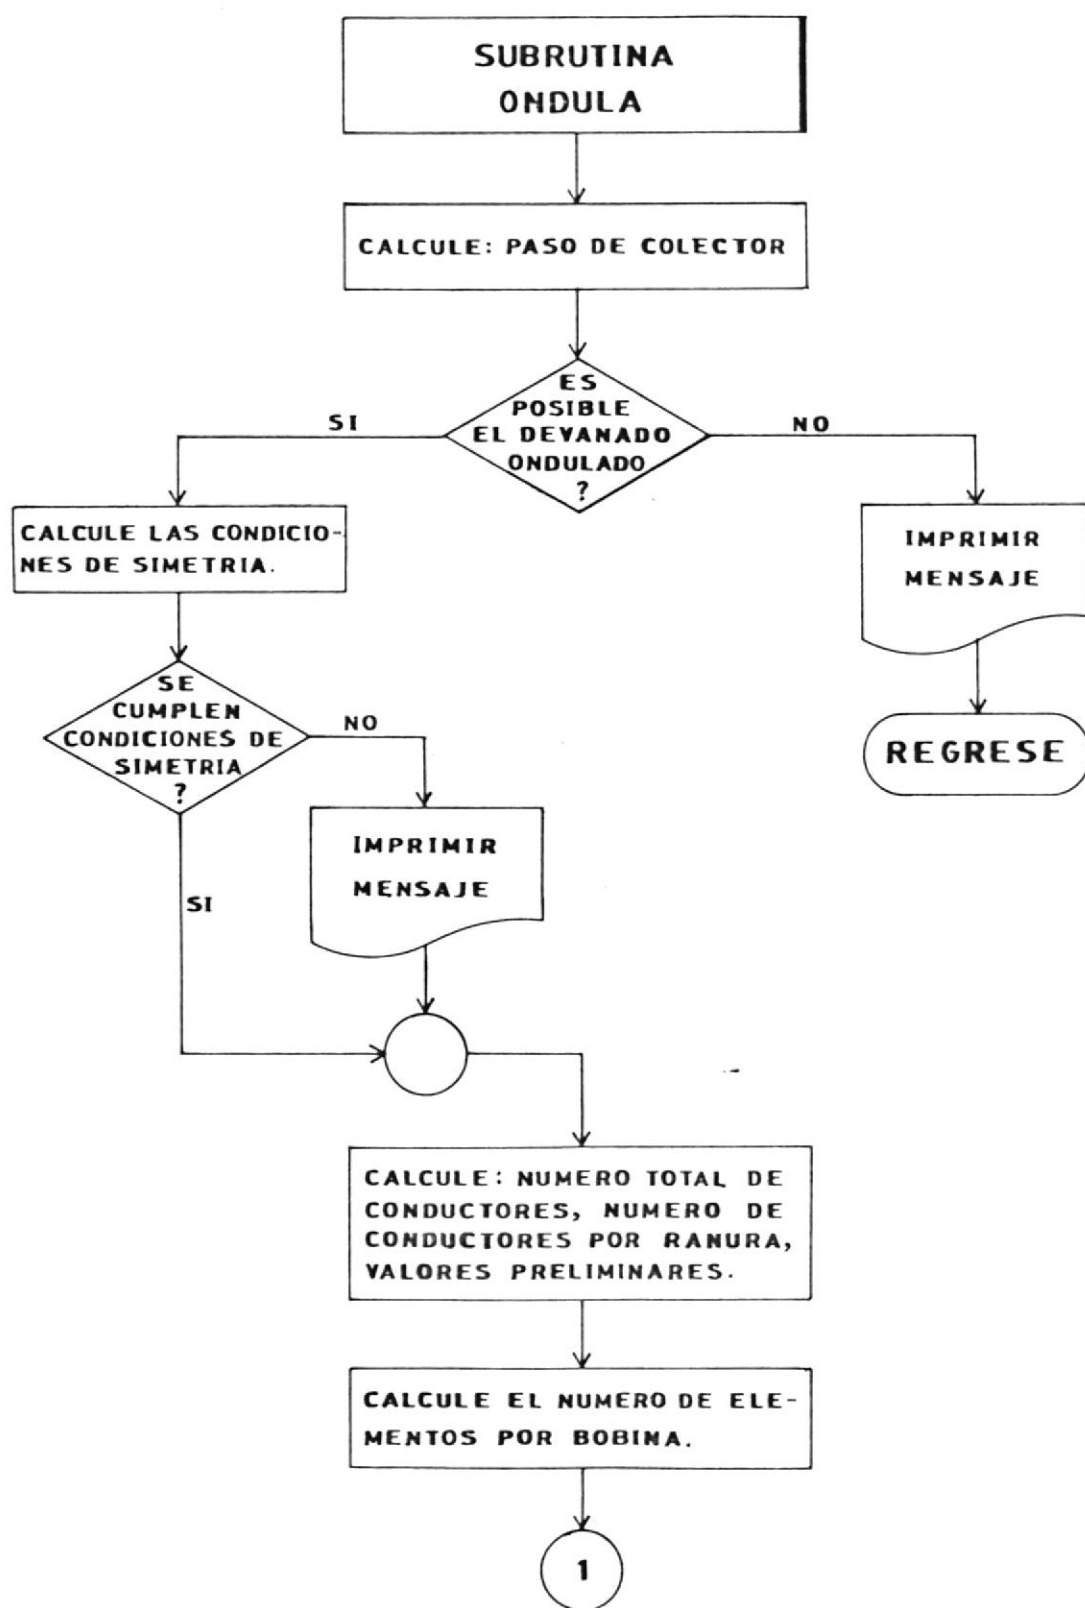 SUBRUTINA
ONDULA
CALCULE: PASO DE COLECTOR
ES
POSIBLE
EL DEVANADO
ONDULADO
?
SI
NO
CALCULE LAS CONDICIO-
NES DE SIMETRIA.
IMPRIMIR
MENSAJE
REGRESE
SE
CUMPLEN
CONDICIONES DE
SIMETRIA
?
NO
SI
IMPRIMIR
MENSAJE
CALCULE: NUMERO TOTAL DE
CONDUCTORES, NUMERO DE
CONDUCTORES POR RANURA,
VALORES PRELIMINARES.
CALCULE EL NUMERO DE ELE-
MENTOS POR BOBINA.
1